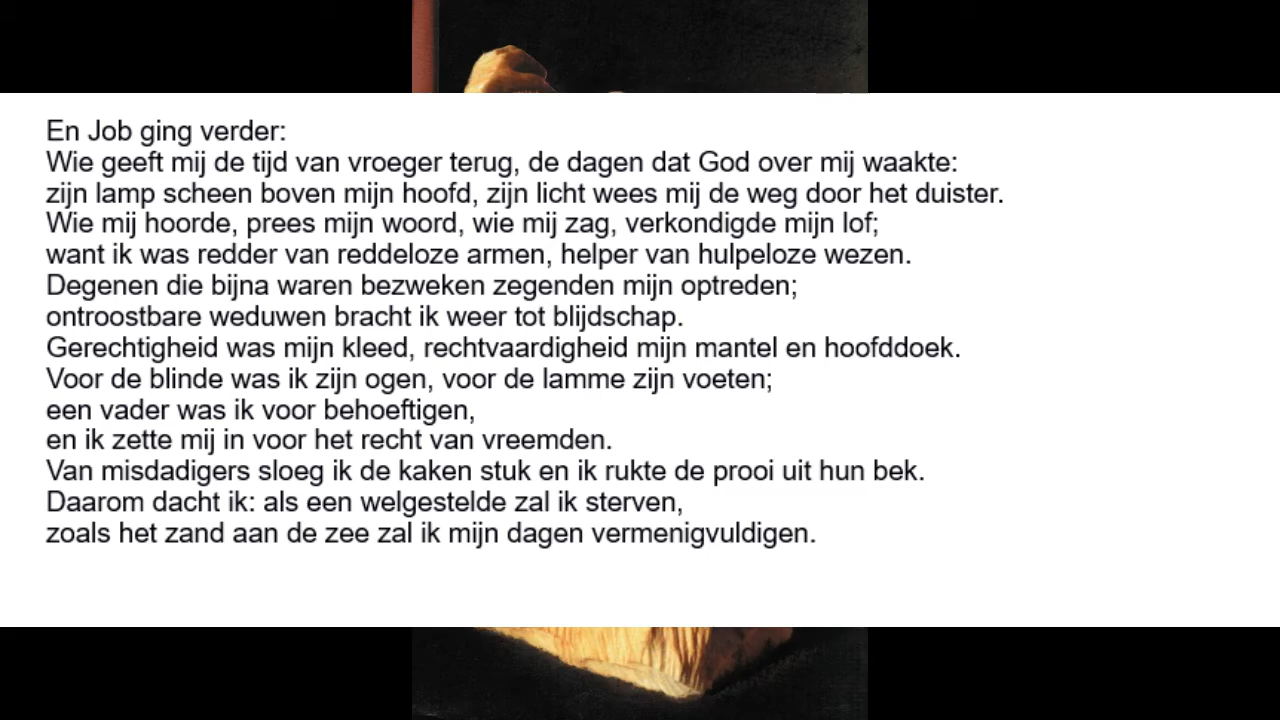 En Job ging verder:
Wie geeft mij de tijd van vroeger terug, de dagen dat God over mij waakte:
zijn lamp scheen boven mijn hoofd, zijn licht wees mij de weg door het duister.
Wie mij hoorde, prees mijn woord, wie mij zag, verkondigde mijn lof;
want ik was redder van reddeloze armen, helper van hulpeloze wezen.
Degenen die bijna waren bezweken zegenden mijn optreden;
ontroostbare weduwen bracht ik weer tot blijdschap.
Gerechtigheid was mijn kleed, rechtvaardigheid mijn mantel en hoofddoek.
Voor de blinde was ik zijn ogen, voor de lamme zijn voeten;
een vader was ik voor behoeftigen,
en ik zette mij in voor het recht van vreemden.
Van misdadigers sloeg ik de kaken stuk en ik rukte de prooi uit hun bek.
Daarom dacht ik: als een welgestelde zal ik sterven,
zoals het zand aan de zee zal ik mijn dagen vermenigvuldigen.